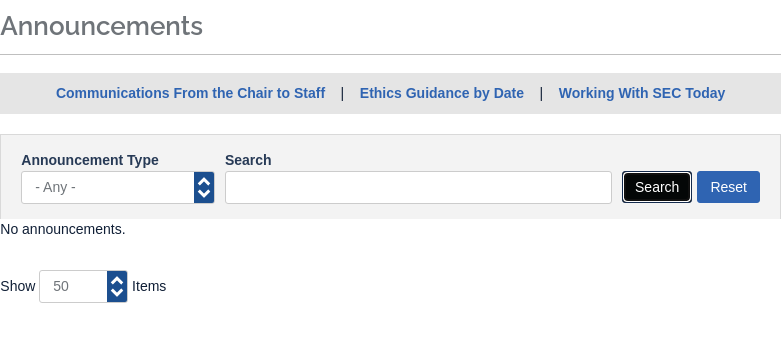 Announcements
Communications From the Chair to Staff | Ethics Guidance by Date | Working With SEC Today
Announcement Type Search
- Any - Search Reset
No announcements.
Show 50 Items